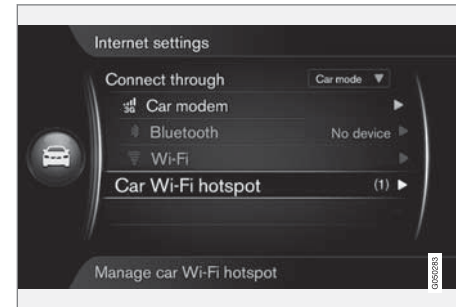 Internet settings
Connect through Car mode ▼
3G Car modem
Bluetooth No device
Wi-Fi
Car Wi-Fi hotspot (1)
Manage car Wi-Fi hotspot
G050283